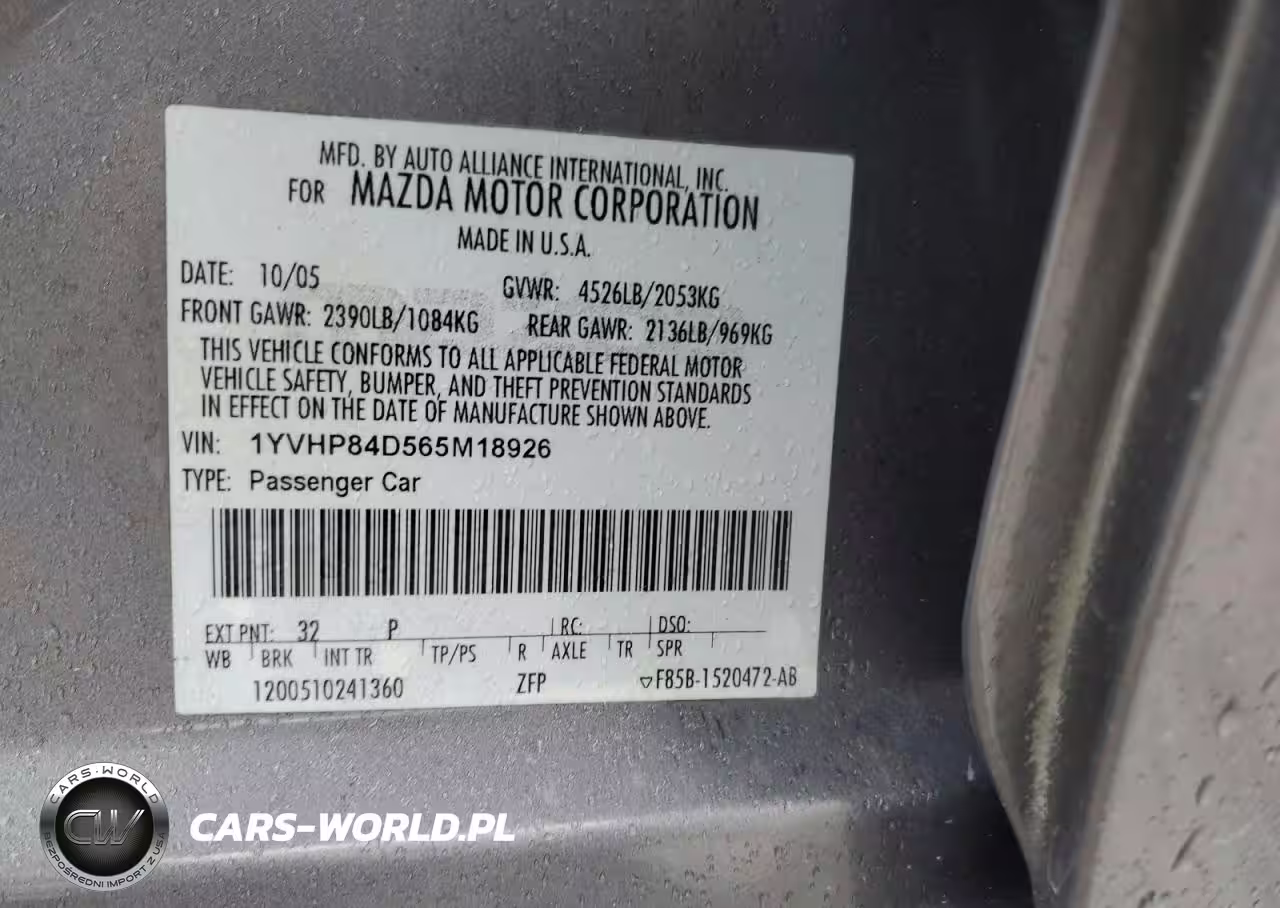 MFD. BY AUTO ALLIANCE INTERNATIONAL, INC.
FOR MAZDA MOTOR CORPORATION
MADE IN U.S.A.
DATE: 10/05 GVWR: 4526LB/2053KG
FRONT GAWR: 2390LB/1084KG REAR GAWR: 2136LB/969KG
THIS VEHICLE CONFORMS TO ALL APPLICABLE FEDERAL MOTOR
VEHICLE SAFETY, BUMPER, AND THEFT PREVENTION STANDARDS
IN EFFECT ON THE DATE OF MANUFACTURE SHOWN ABOVE.
VIN: 1YVHP84D565M18926
TYPE: Passenger Car
EXT PNT: 32 P RC: DSO:
WB BRK INT TR TP/PS R AXLE TR SPR
1200510241360 ZFP ▽F85B-1520472-AB
CARS-WORLD
CW
BEZPOŚREDNI IMPORT Z USA
CARS-WORLD.PL